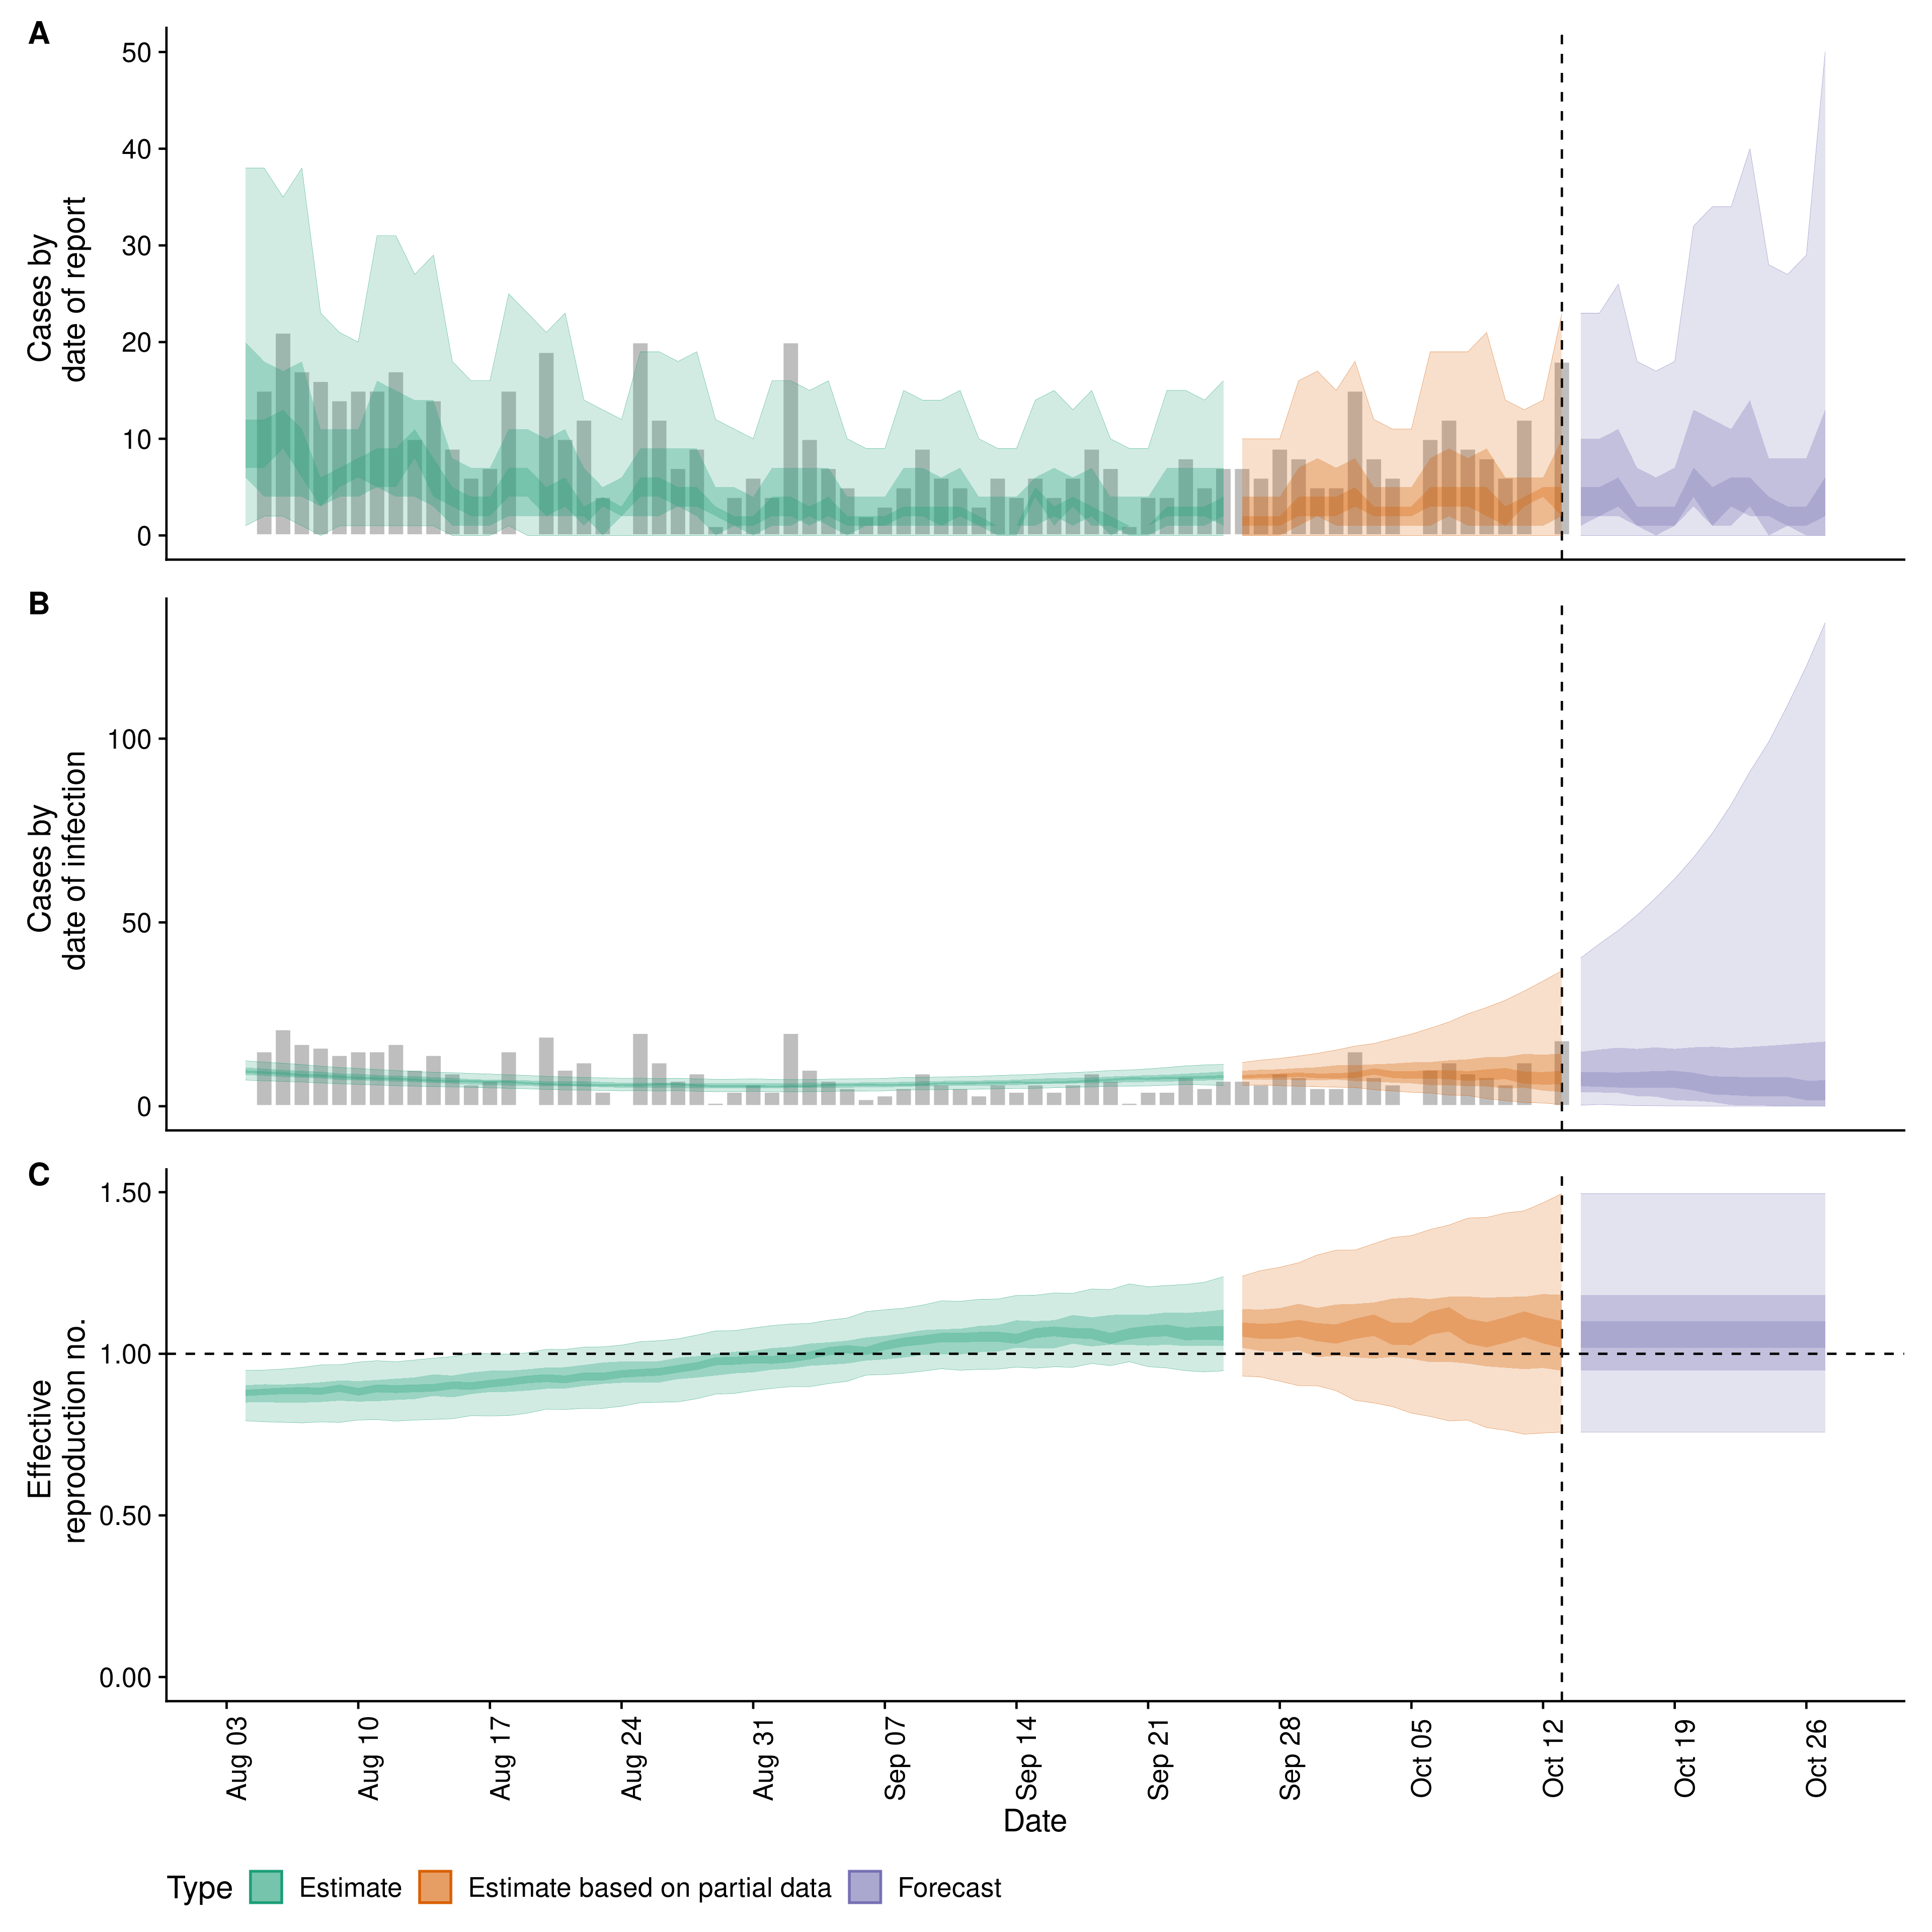 A
50
40
30
20
10
0
Cases by
date of report
B
100
50
0
Cases by
date of infection
C
1.50
1.00
0.50
0.00
Effective
reproduction no.
Aug 03
Aug 10
Aug 17
Aug 24
Aug 31
Sep 07
Sep 14
Sep 21
Sep 28
Oct 05
Oct 12
Oct 19
Oct 26
Date
Type
Estimate
Estimate based on partial data
Forecast